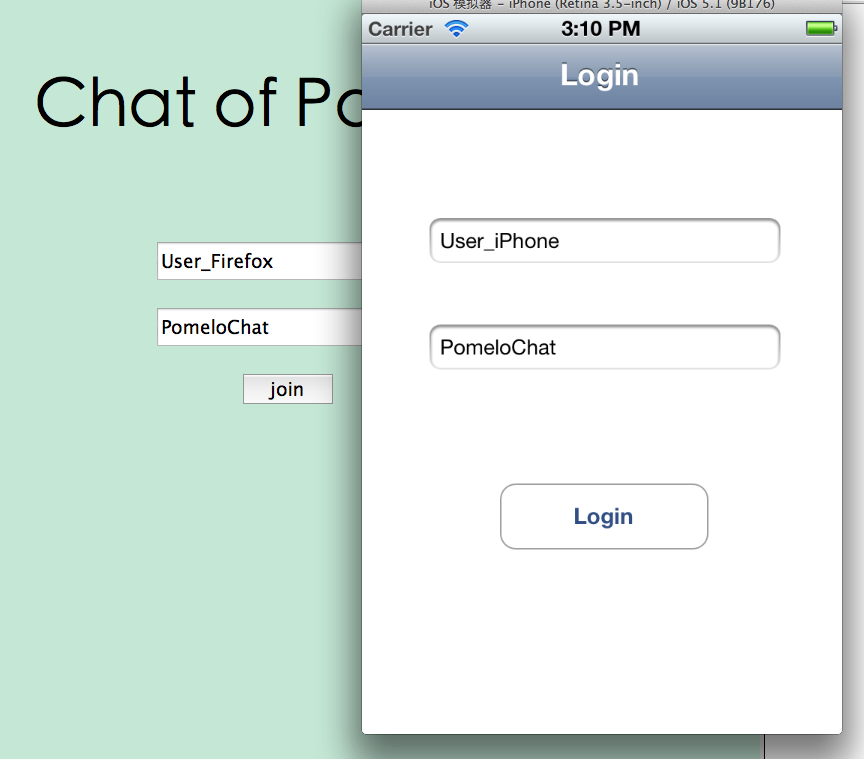 iOS 模拟器 - iPhone (Retina 3.5-inch) / iOS 5.1 (9B176)
Carrier 3:10 PM
Login
Chat of Po
User_iPhone
User_Firefox
PomeloChat
PomeloChat
join
Login